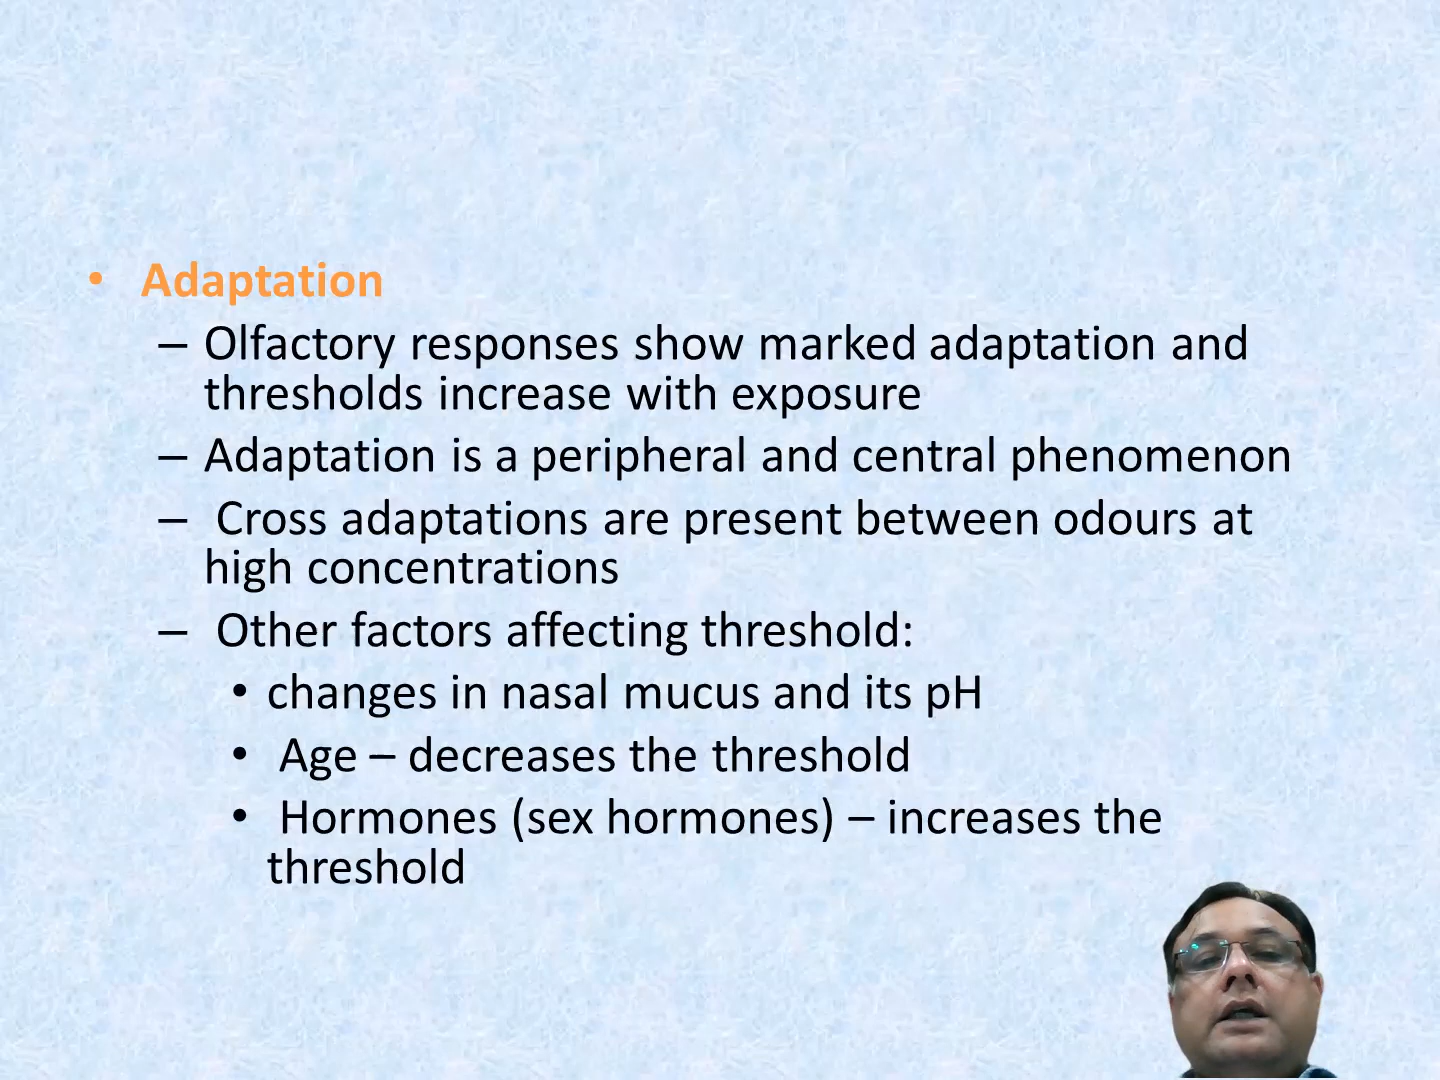 • Adaptation
– Olfactory responses show marked adaptation and
thresholds increase with exposure
– Adaptation is a peripheral and central phenomenon
– Cross adaptations are present between odours at
high concentrations
– Other factors affecting threshold:
• changes in nasal mucus and its pH
• Age – decreases the threshold
• Hormones (sex hormones) – increases the
threshold